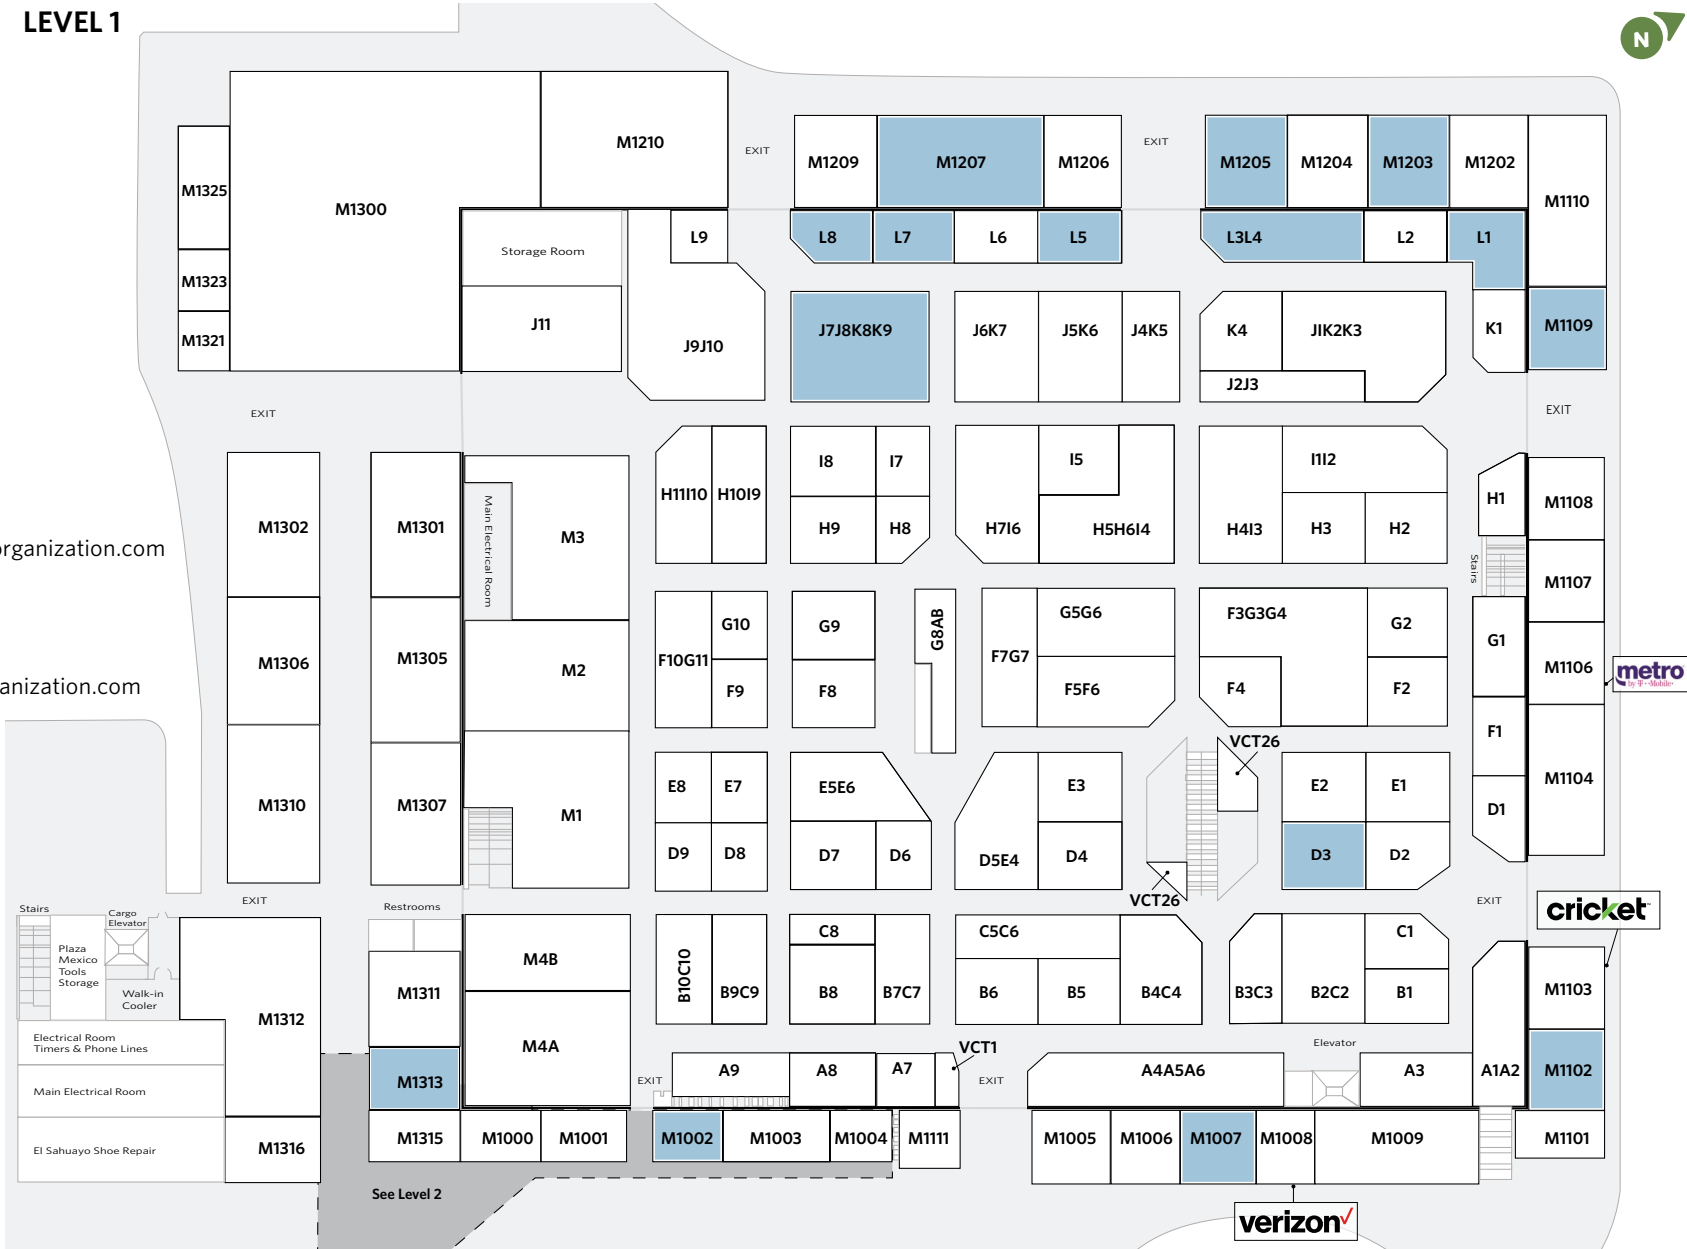 LEVEL 1
N
M1210
EXIT
M1209
M1207
M1206
EXIT
M1205
M1204
M1203
M1202
M1325
M1300
M1110
L9
L8
L7
L6
L5
L3L4
L2
L1
Storage Room
M1323
J11
M1321
J9J10
J7J8K8K9
J6K7
J5K6
J4K5
K4
JIK2K3
K1
M1109
J2J3
EXIT
EXIT
M1302
M1301
Main Electrical Room
M3
H11I10
H10I9
I8
I7
I5
I1I2
H1
M1108
H9
H8
H7I6
H5H6I4
H4I3
H3
H2
organization.com
Stairs
M1107
M1306
M1305
M2
F10G11
G10
G9
G8AB
F7G7
G5G6
F3G3G4
G2
G1
M1106
metro
by T-Mobile
anization.com
F9
F8
F5F6
F4
F2
F1
VCT26
M1104
M1310
M1307
M1
E8
E7
E5E6
E3
E2
E1
D1
D9
D8
D7
D6
D5E4
D4
D3
D2
VCT26
EXIT
EXIT
Stairs
Cargo
Elevator
Restrooms
cricket
Plaza
Mexico
Tools
Storage
Walk-in
Cooler
M1312
M1311
M4B
B10C10
B9C9
C8
B8
B7C7
C5C6
B6
B5
B4C4
B3C3
B2C2
C1
B1
M1103
Electrical Room
Timers & Phone Lines
M4A
VCT1
Elevator
Main Electrical Room
M1313
EXIT
A9
A8
A7
EXIT
A4A5A6
A3
A1A2
M1102
El Sahuayo Shoe Repair
M1316
M1315
M1000
M1001
M1002
M1003
M1004
M1111
M1005
M1006
M1007
M1008
M1009
M1101
See Level 2
verizon